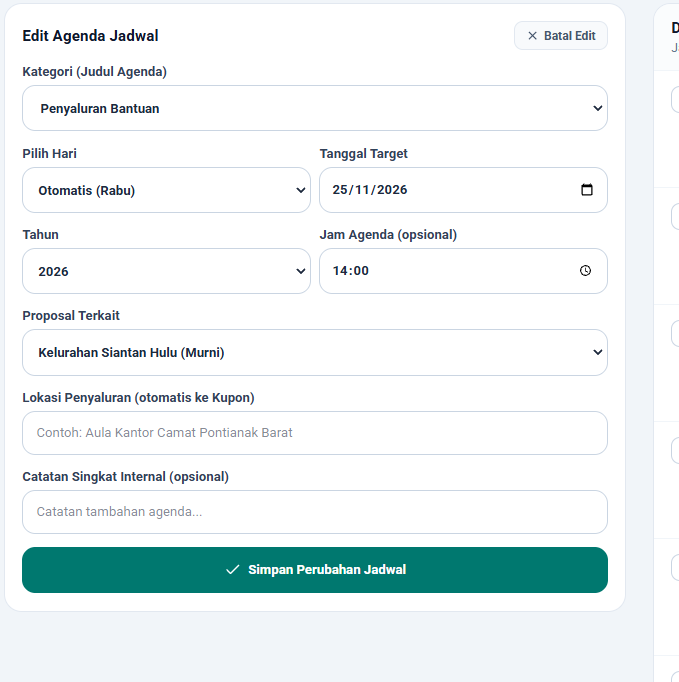 Edit Agenda Jadwal
Batal Edit
Kategori (Judul Agenda)
Penyaluran Bantuan
Pilih Hari
Tanggal Target
Otomatis (Rabu)
25/11/2026
Tahun
Jam Agenda (opsional)
2026
14:00
Proposal Terkait
Kelurahan Siantan Hulu (Murni)
Lokasi Penyaluran (otomatis ke Kupon)
Contoh: Aula Kantor Camat Pontianak Barat
Catatan Singkat Internal (opsional)
Catatan tambahan agenda...
Simpan Perubahan Jadwal